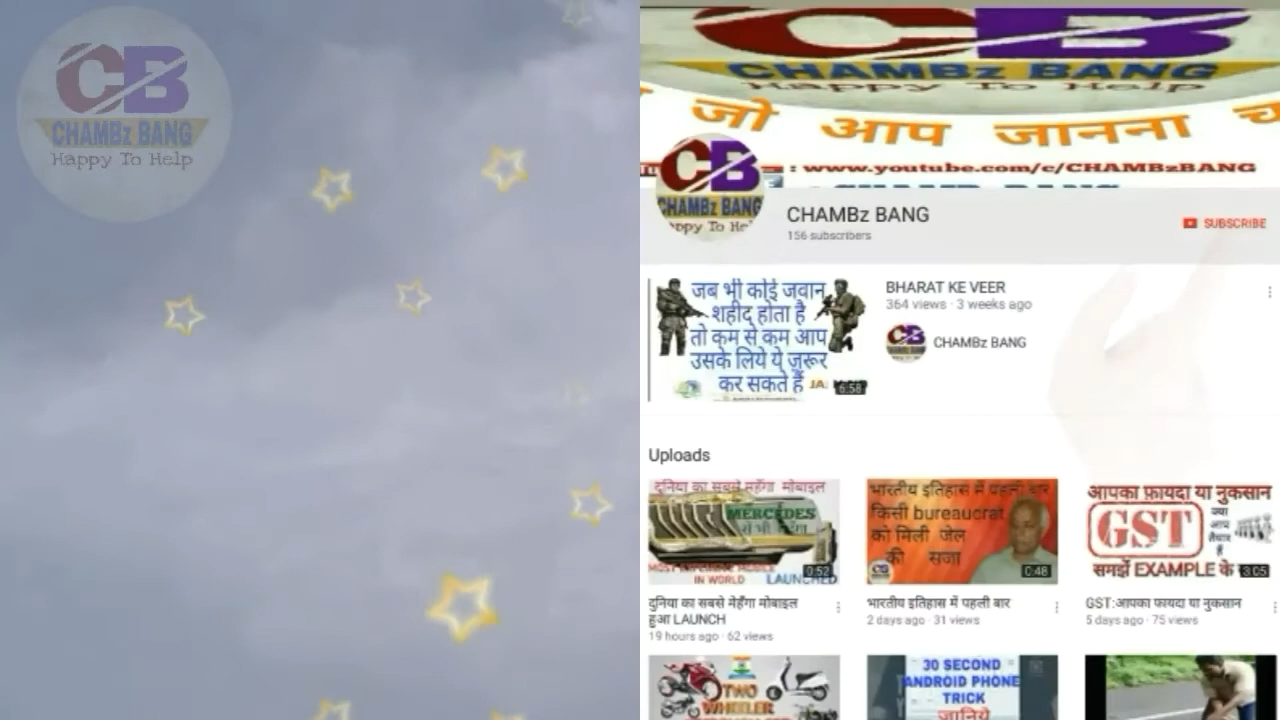 CB
CHAMBz BANG
Happy To Help
CB
CHAMBz BANG
Happy To Help
जो आप जानना
: www.youtube.com/c/CHAMBzBANG
CB
CHAMBz BANG
CHAMBz BANG
156 subscribers
SUBSCRIBE
जब भी कोई जवान
शहीद होता है
तो कम से कम आप
उसके लिये ये ज़रूर
कर सकते हैं
6:58
BHARAT KE VEER
364 views · 3 weeks ago
CHAMBz BANG
Uploads
दुनिया का सबसे महँगा मोबाइल
MERCEDES
से भी महँगा
MOST EXPENSIVE MOBILE
IN WORLD LAUNCHED
0:52
दुनिया का सबसे मेहँगा मोबाइल
हुआ LAUNCH
19 hours ago · 62 views
भारतीय इतिहास में पहली बार
किसी bureaucrat
को मिली जेल
की सजा
0:48
भारतीय इतिहास में पहली बार
2 days ago · 31 views
आपका फ़ायदा या नुकसान
GST
क्या
आप
तैयार
हैं
समझें EXAMPLE के
3:05
GST:आपका फायदा या नुकसान
5 days ago · 75 views
TWO
WHEELER
30 SECOND
ANDROID PHONE
TRICK
जानिये